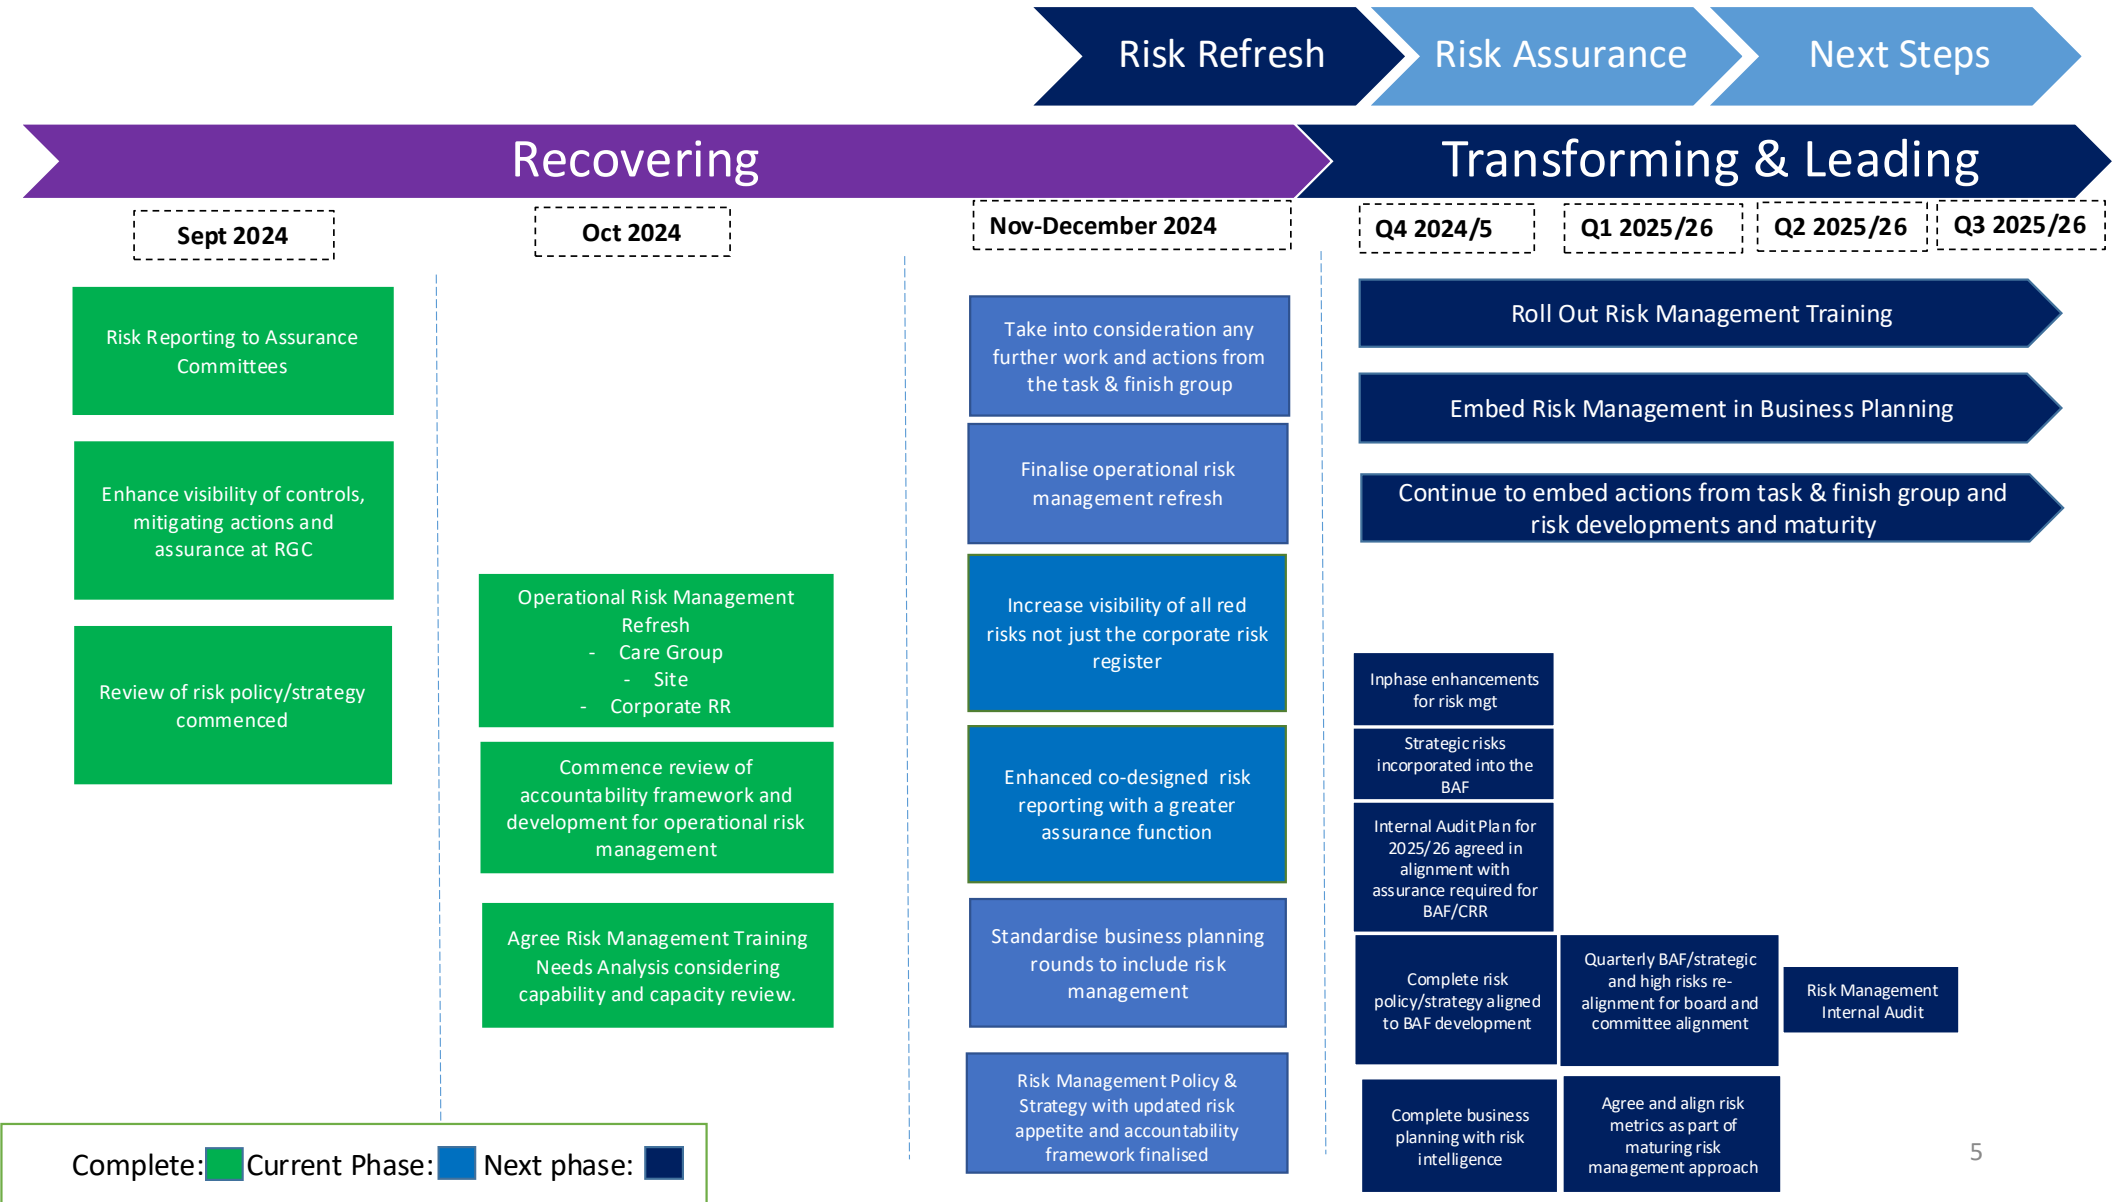 Risk Refresh
Risk Assurance
Next Steps
Recovering
Transforming & Leading
Sept 2024
Oct 2024
Nov-December 2024
Q4 2024/5
Q1 2025/26
Q2 2025/26
Q3 2025/26
Risk Reporting to Assurance
Committees
Enhance visibility of controls,
mitigating actions and
assurance at RGC
Review of risk policy/strategy
commenced
Operational Risk Management
Refresh
- Care Group
- Site
- Corporate RR
Commence review of
accountability framework and
development for operational risk
management
Agree Risk Management Training
Needs Analysis considering
capability and capacity review.
Take into consideration any
further work and actions from
the task & finish group
Finalise operational risk
management refresh
Increase visibility of all red
risks not just the corporate risk
register
Enhanced co-designed risk
reporting with a greater
assurance function
Standardise business planning
rounds to include risk
management
Risk Management Policy &
Strategy with updated risk
appetite and accountability
framework finalised
Roll Out Risk Management Training
Embed Risk Management in Business Planning
Continue to embed actions from task & finish group and
risk developments and maturity
Inphase enhancements
for risk mgt
Strategic risks
incorporated into the
BAF
Internal Audit Plan for
2025/26 agreed in
alignment with
assurance required for
BAF/CRR
Complete risk
policy/strategy aligned
to BAF development
Complete business
planning with risk
intelligence
Quarterly BAF/strategic
and high risks re-
alignment for board and
committee alignment
Agree and align risk
metrics as part of
maturing risk
management approach
Risk Management
Internal Audit
Complete:
Current Phase:
Next phase:
5